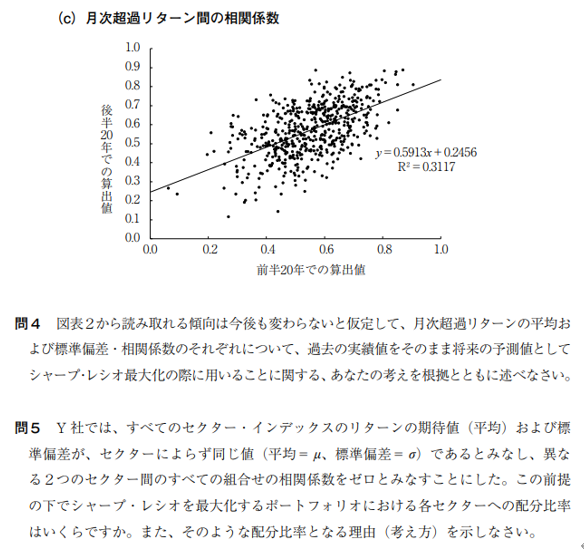 (c) 月次超過リターン間の相関係数
1.0
0.9
0.8
0.7
0.6
0.5
0.4
0.3
0.2
0.1
0.0
後半20年での算出値
y=0.5913x+0.2456
R²=0.3117
0.0 0.2 0.4 0.6 0.8 1.0
前半20年での算出値
問4 図表2から読み取れる傾向は今後も変わらないと仮定して、月次超過リターンの平均お
よび標準偏差・相関係数のそれぞれについて、過去の実績値をそのまま将来の予測値として
シャープ・レシオ最大化の際に用いることに関する、あなたの考えを根拠とともに述べなさい。
問5 Y社では、すべてのセクター・インデックスのリターンの期待値（平均）および標
準偏差が、セクターによらず同じ値（平均＝μ、標準偏差＝σ）であるとみなし、異な
る2つのセクター間のすべての組合せの相関係数をゼロとみなすことにした。この前提
の下でシャープ・レシオを最大化するポートフォリオにおける各セクターへの配分比率
はいくらですか。また、そのような配分比率となる理由（考え方）を示しなさい。